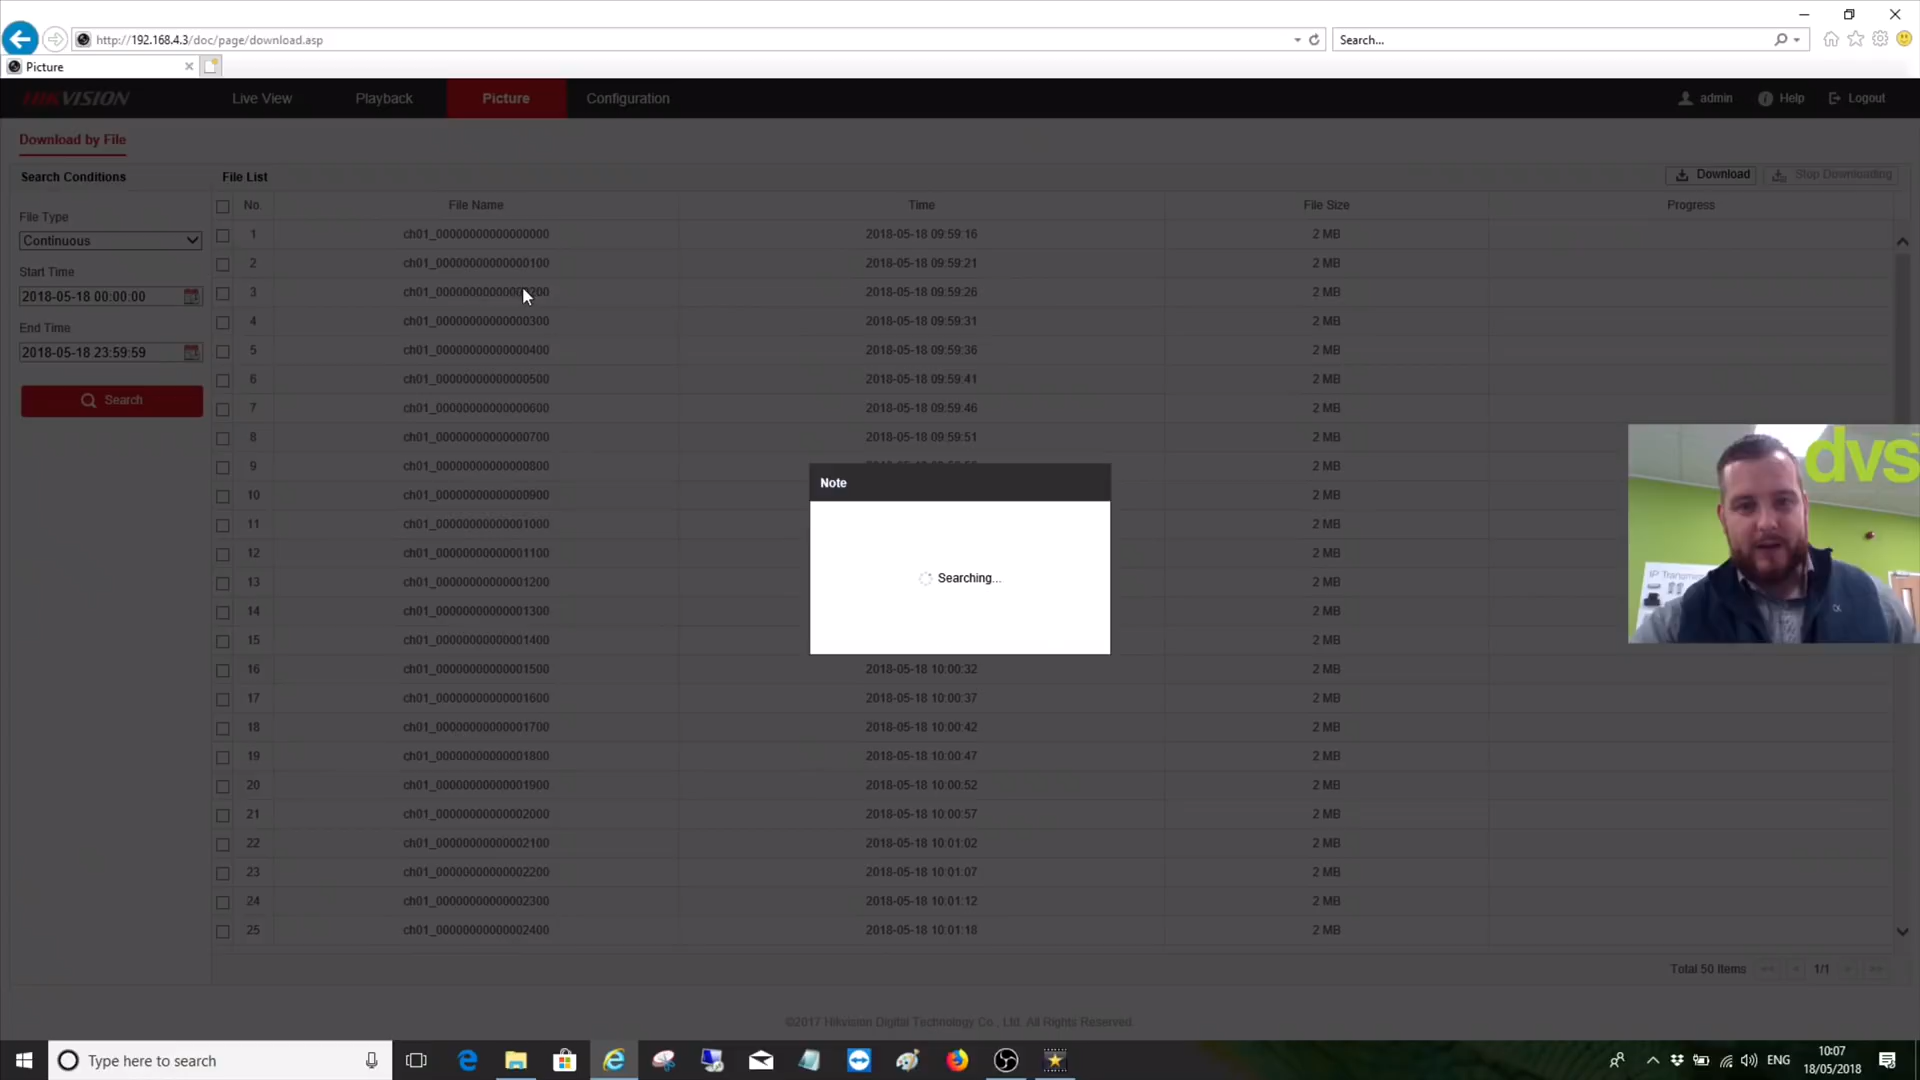 http://192.168.4.3/doc/page/download.asp
Search...
Picture
HIKVISION
Live View
Playback
Picture
Configuration
admin
Help
Logout
Download by File
Search Conditions
File List
Download
Stop Downloading
File Type
Continuous
Start Time
2018-05-18 00:00:00
End Time
2018-05-18 23:59:59
Search
No. File Name Time File Size Progress
1 ch01_00000000000000000 2018-05-18 09:59:16 2 MB
2 ch01_00000000000000100 2018-05-18 09:59:21 2 MB
3 2018-05-18 09:59:26 2 MB
4 ch01_00000000000000300 2018-05-18 09:59:31 2 MB
5 ch01_00000000000000400 2018-05-18 09:59:36 2 MB
6 ch01_00000000000000500 2018-05-18 09:59:41 2 MB
7 ch01_00000000000000600 2018-05-18 09:59:46 2 MB
8 ch01_00000000000000700 2018-05-18 09:59:51 2 MB
9 ch01_00000000000000800 2 MB
10 ch01_00000000000000900 2 MB
11 ch01_00000000000001000 2 MB
12 ch01_00000000000001100 2 MB
13 ch01_00000000000001200 2 MB
14 ch01_00000000000001300 2 MB
15 ch01_00000000000001400 2 MB
16 ch01_00000000000001500 2018-05-18 10:00:32 2 MB
17 ch01_00000000000001600 2018-05-18 10:00:37 2 MB
18 ch01_00000000000001700 2018-05-18 10:00:42 2 MB
19 ch01_00000000000001800 2018-05-18 10:00:47 2 MB
20 ch01_00000000000001900 2018-05-18 10:00:52 2 MB
21 ch01_00000000000002000 2018-05-18 10:00:57 2 MB
22 ch01_00000000000002100 2018-05-18 10:01:02 2 MB
23 ch01_00000000000002200 2018-05-18 10:01:07 2 MB
24 ch01_00000000000002300 2018-05-18 10:01:12 2 MB
25 ch01_00000000000002400 2018-05-18 10:01:18 2 MB
Note
Searching...
dvs
Total 50 Items
1/1
©2017 Hikvision Digital Technology Co., Ltd. All Rights Reserved.
Type here to search
ENG
10:07
18/05/2018